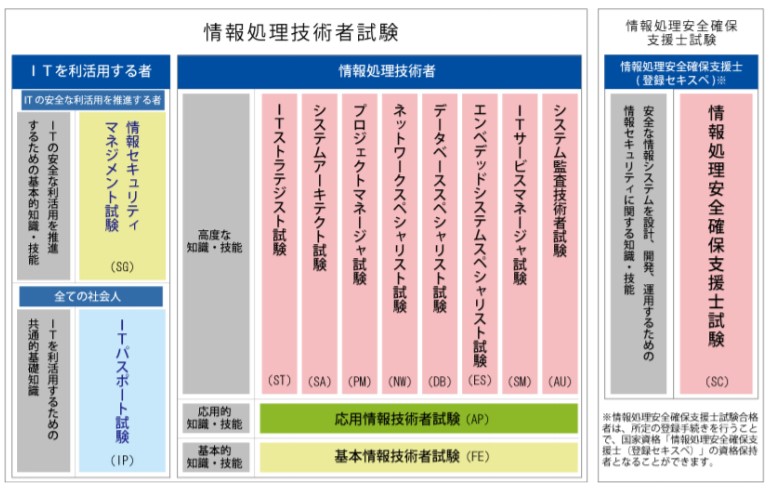 情報処理技術者試験
ＩＴを利活用する者
ITの安全な利活用を推進する者
ITの安全な利活用を推進
するための基本的知識・技能
情報セキュリティ
マネジメント試験
(SG)
全ての社会人
ITを利活用するための
共通的基礎知識
ITパスポート試験
(IP)
情報処理技術者
高度な
知識・技能
ITストラテジスト試験
(ST)
システムアーキテクト試験
(SA)
プロジェクトマネージャ試験
(PM)
ネットワークスペシャリスト試験
(NW)
データベーススペシャリスト試験
(DB)
エンベデッドシステムスペシャリスト試験
(ES)
ITサービスマネージャ試験
(SM)
システム監査技術者試験
(AU)
応用的
知識・技能
応用情報技術者試験(AP)
基本的
知識・技能
基本情報技術者試験(FE)
情報処理安全確保
支援士試験
情報処理安全確保支援士
(登録セキスペ)※
安全な情報システムを設計、開発、運用するための
情報セキュリティに関する知識・技能
情報処理安全確保支援士試験
(SC)
※情報処理安全確保支援士試験合格
者は、所定の登録手続きを行うこと
で、国家資格「情報処理安全確保支
援士（登録セキスペ）」の資格保持
者となることができます。